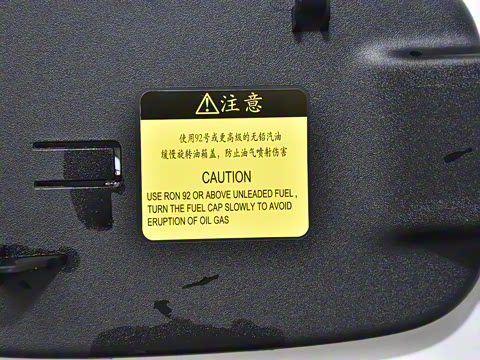 注意
使用92号或更高级的无铅汽油
缓慢旋转油箱盖，防止油气喷射伤害
CAUTION
USE RON 92 OR ABOVE UNLEADED FUEL,
TURN THE FUEL CAP SLOWLY TO AVOID
ERUPTION OF OIL GAS